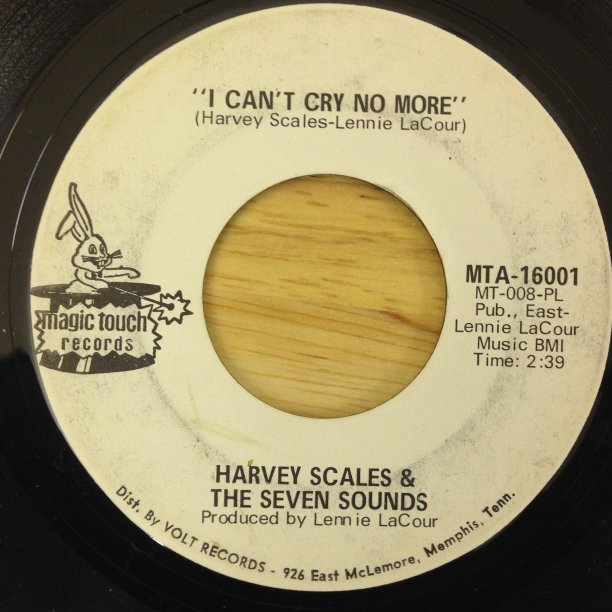 "I CAN'T CRY NO MORE"
(Harvey Scales-Lennie LaCour)
magic touch
records
MTA-16001
MT-008-PL
Pub., East-
Lennie LaCour
Music BMI
Time: 2:39
HARVEY SCALES &
THE SEVEN SOUNDS
Produced by Lennie LaCour
Dist. By VOLT RECORDS - 926 East McLemore, Memphis, Tenn.